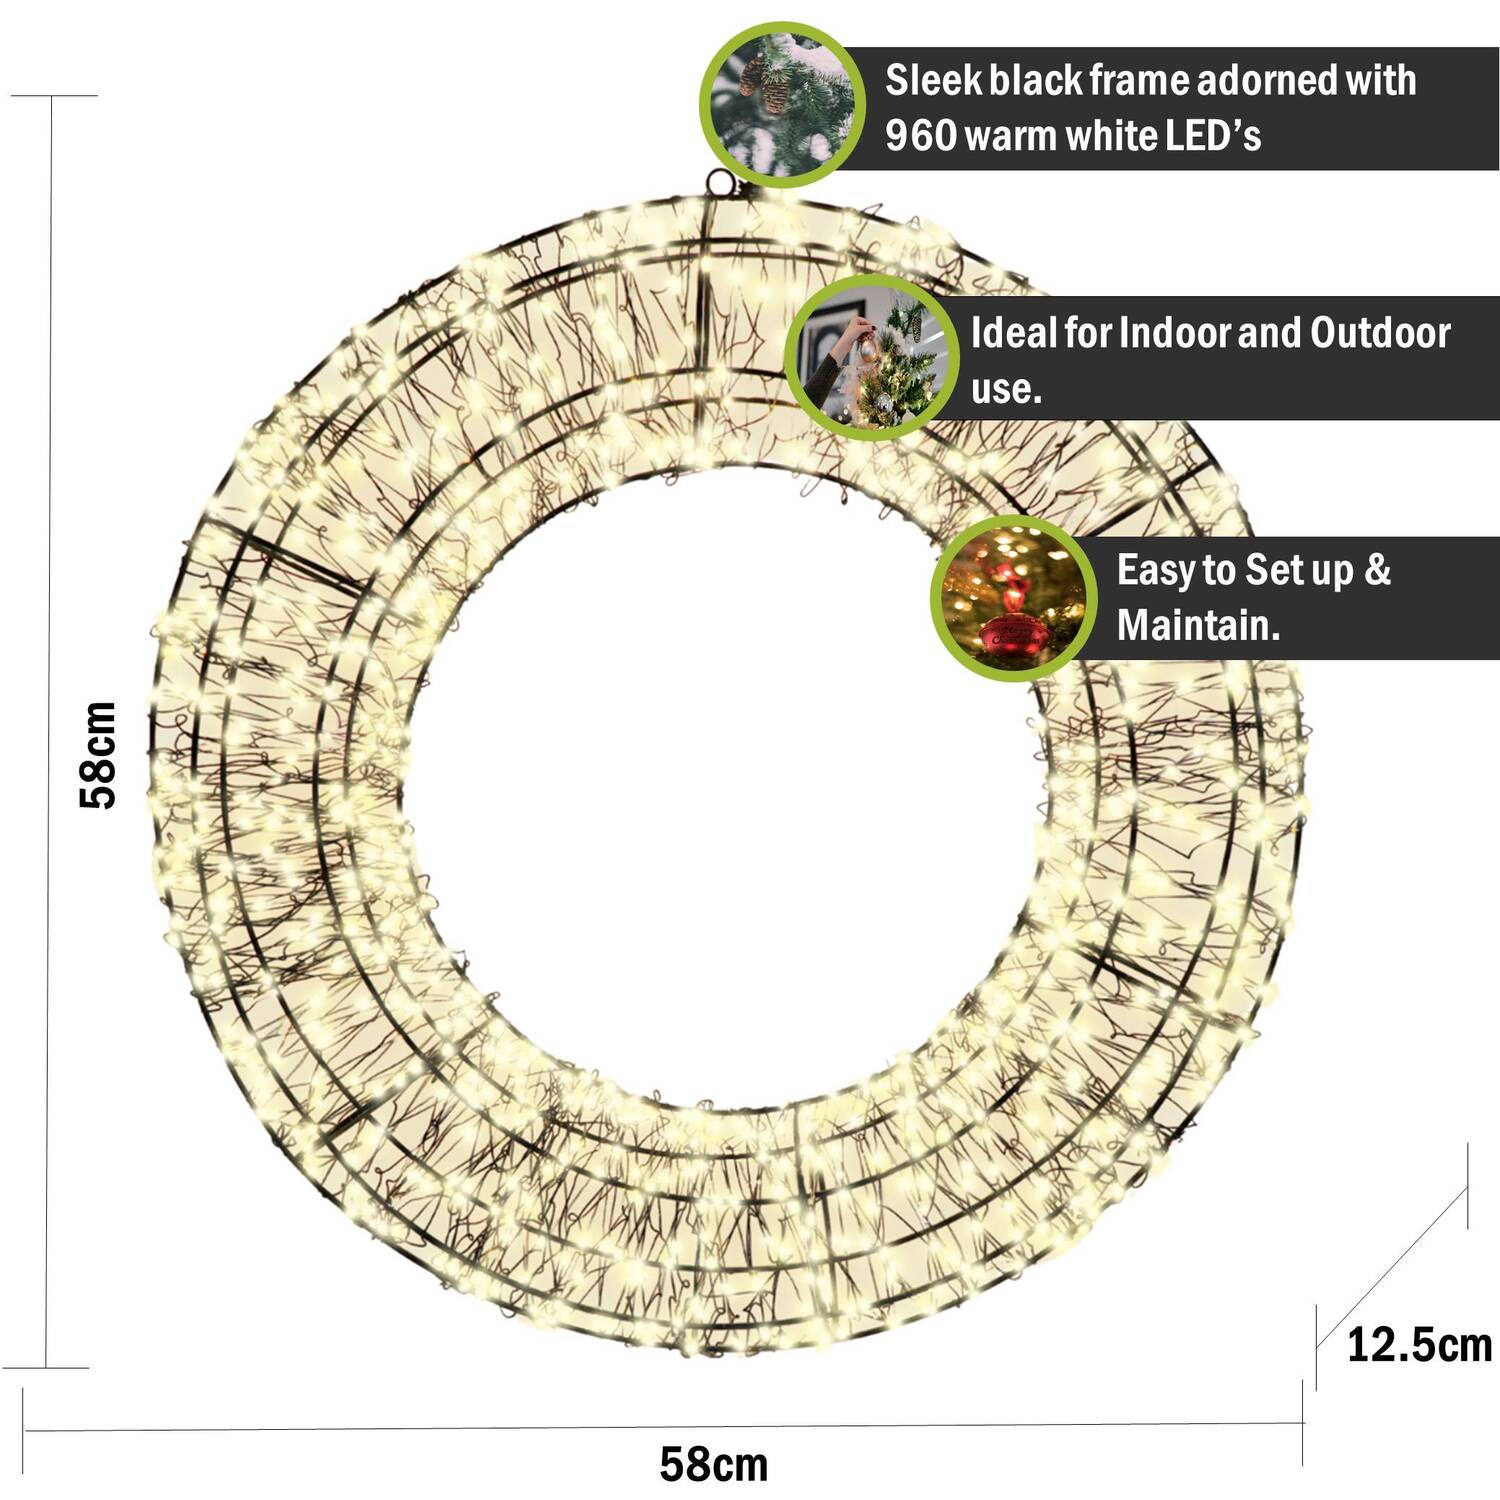 Sleek black frame adorned with
960 warm white LED’s
Ideal for Indoor and Outdoor
use.
Easy to Set up &
Maintain.
58cm
12.5cm
58cm